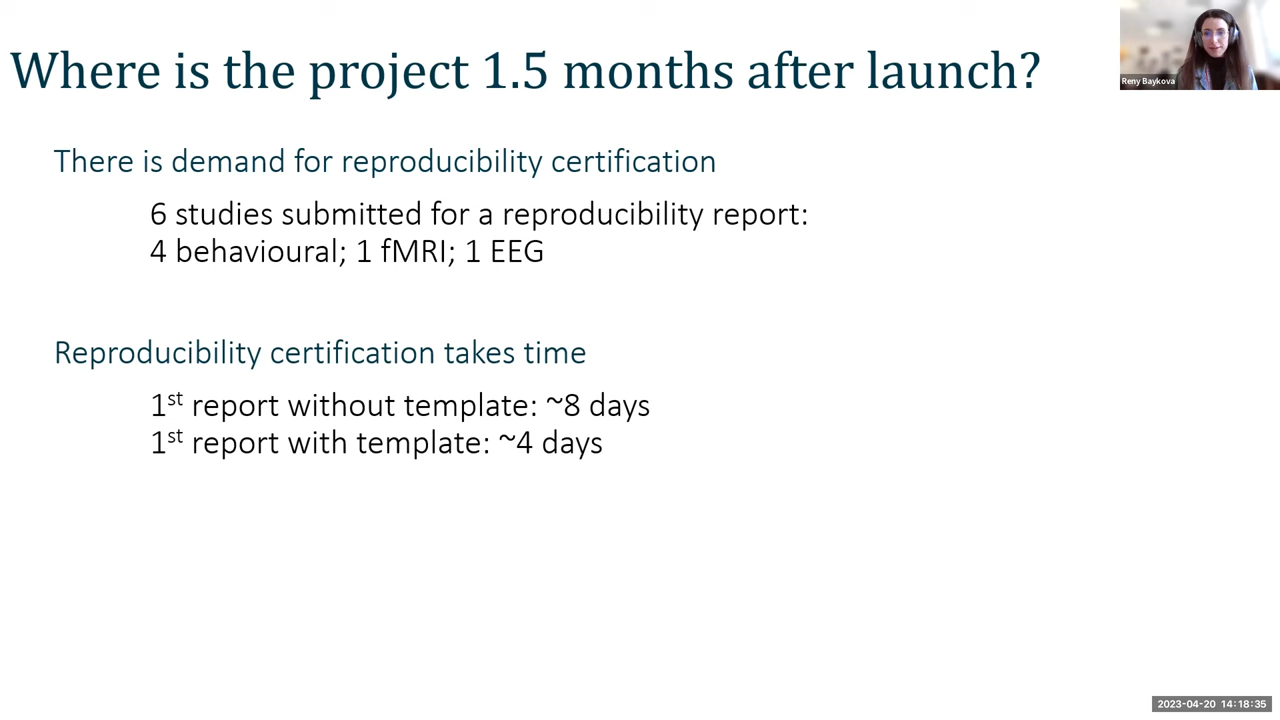 Where is the project 1.5 months after launch?
Reny Baykova
There is demand for reproducibility certification
6 studies submitted for a reproducibility report:
4 behavioural; 1 fMRI; 1 EEG
Reproducibility certification takes time
1st report without template: ~8 days
1st report with template: ~4 days
2023-04-20 14:18:35